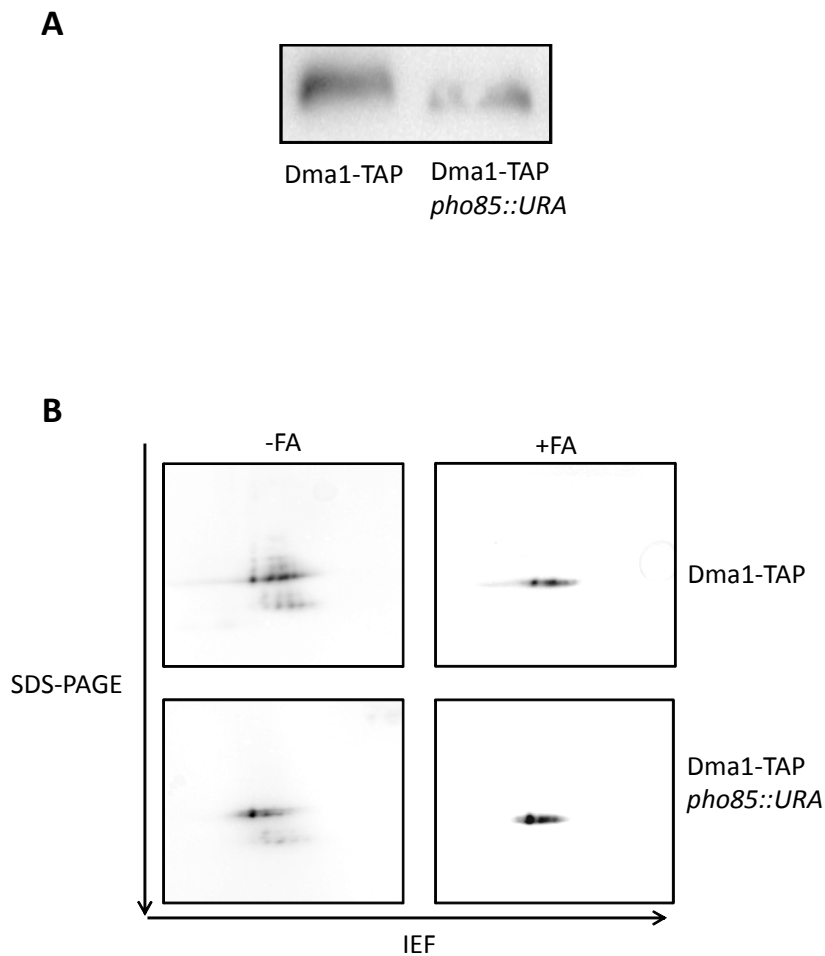 A
Dma1-TAP
Dma1-TAP
pho85::URA
B
-FA
+FA
Dma1-TAP
SDS-PAGE
Dma1-TAP
pho85::URA
IEF